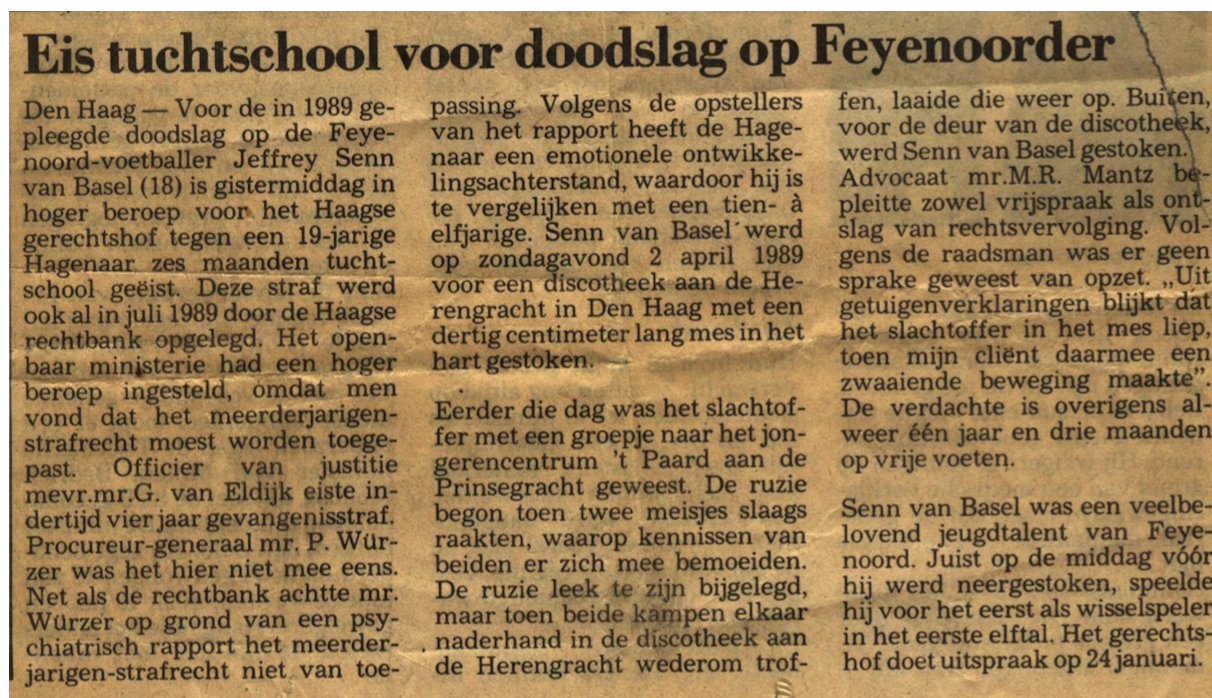 Eis tuchtschool voor doodslag op Feyenoorder
Den Haag — Voor de in 1989 ge-
pleegde doodslag op de Feye-
noord-voetballer Jeffrey Senn
van Basel (18) is gistermiddag in
hoger beroep voor het Haagse
gerechtshof tegen een 19-jarige
Hagenaar zes maanden tucht-
school geëist. Deze straf werd
ook al in juli 1989 door de Haagse
rechtbank opgelegd. Het open-
baar ministerie had een hoger
beroep ingesteld, omdat men
vond dat het meerderjarigen-
strafrecht moest worden toege-
past. Officier van justitie
mevr.mr.G. van Eldijk eiste in-
dertijd vier jaar gevangenisstraf.
Procureur-generaal mr. P. Wür-
zer was het hier niet mee eens.
Net als de rechtbank achtte mr.
Würzer op grond van een psy-
chiatrisch rapport het meerder-
jarigen-strafrecht niet van toe-
passing. Volgens de opstellers
van het rapport heeft de Hage-
naar een emotionele ontwikke-
lingsachterstand, waardoor hij is
te vergelijken met een tien- à
elfjarige. Senn van Basel werd
op zondagavond 2 april 1989
voor een discotheek aan de He-
rengracht in Den Haag met een
dertig centimeter lang mes in het
hart gestoken.
Eerder die dag was het slachtof-
fer met een groepje naar het jon-
gerencentrum 't Paard aan de
Prinsegracht geweest. De ruzie
begon toen twee meisjes slaags
raakten, waarop kennissen van
beiden er zich mee bemoeiden.
De ruzie leek te zijn bijgelegd,
maar toen beide kampen elkaar
naderhand in de discotheek aan
de Herengracht wederom trof-
fen, laaide die weer op. Buiten,
voor de deur van de discotheek,
werd Senn van Basel gestoken.
Advocaat mr.M.R. Mantz be-
pleitte zowel vrijspraak als ont-
slag van rechtsvervolging. Vol-
gens de raadsman was er geen
sprake geweest van opzet. „Uit
getuigenverklaringen blijkt dat
het slachtoffer in het mes liep,
toen mijn cliënt daarmee een
zwaaiende beweging maakte”.
De verdachte is overigens al-
weer één jaar en drie maanden
op vrije voeten.
Senn van Basel was een veelbe-
lovend jeugdtalent van Feye-
noord. Juist op de middag vóór
hij werd neergestoken, speelde
hij voor het eerst als wisselspeler
in het eerste elftal. Het gerechts-
hof doet uitspraak op 24 januari.